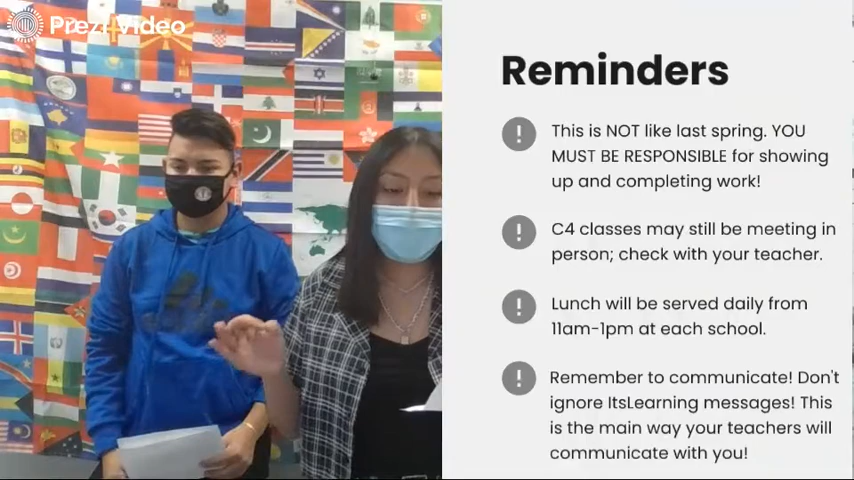 Prezi Video
Reminders
This is NOT like last spring. YOU
MUST BE RESPONSIBLE for showing
up and completing work!
C4 classes may still be meeting in
person; check with your teacher.
Lunch will be served daily from
11am-1pm at each school.
Remember to communicate! Don't
ignore ItsLearning messages! This
is the main way your teachers will
communicate with you!